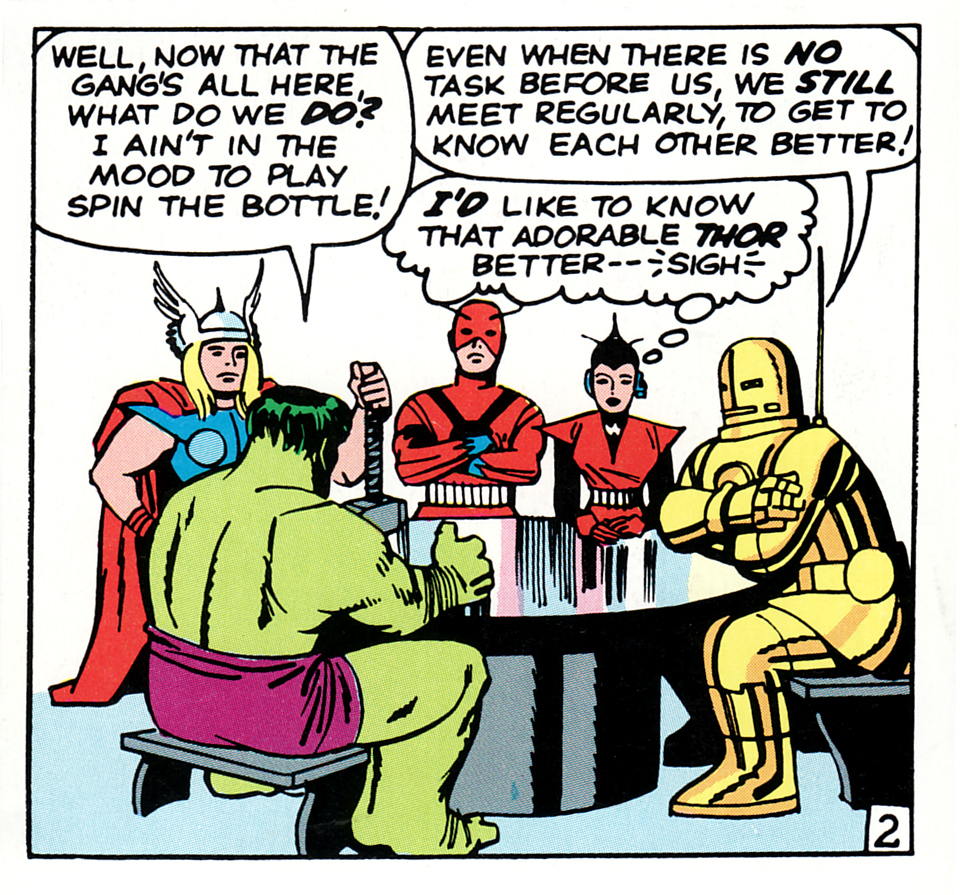 WELL, NOW THAT THE
GANG'S ALL HERE,
WHAT DO WE DO?
I AIN'T IN THE
MOOD TO PLAY
SPIN THE BOTTLE!
EVEN WHEN THERE IS NO
TASK BEFORE US, WE STILL
MEET REGULARLY, TO GET TO
KNOW EACH OTHER BETTER!
I'D LIKE TO KNOW
THAT ADORABLE THOR
BETTER--SIGH
2